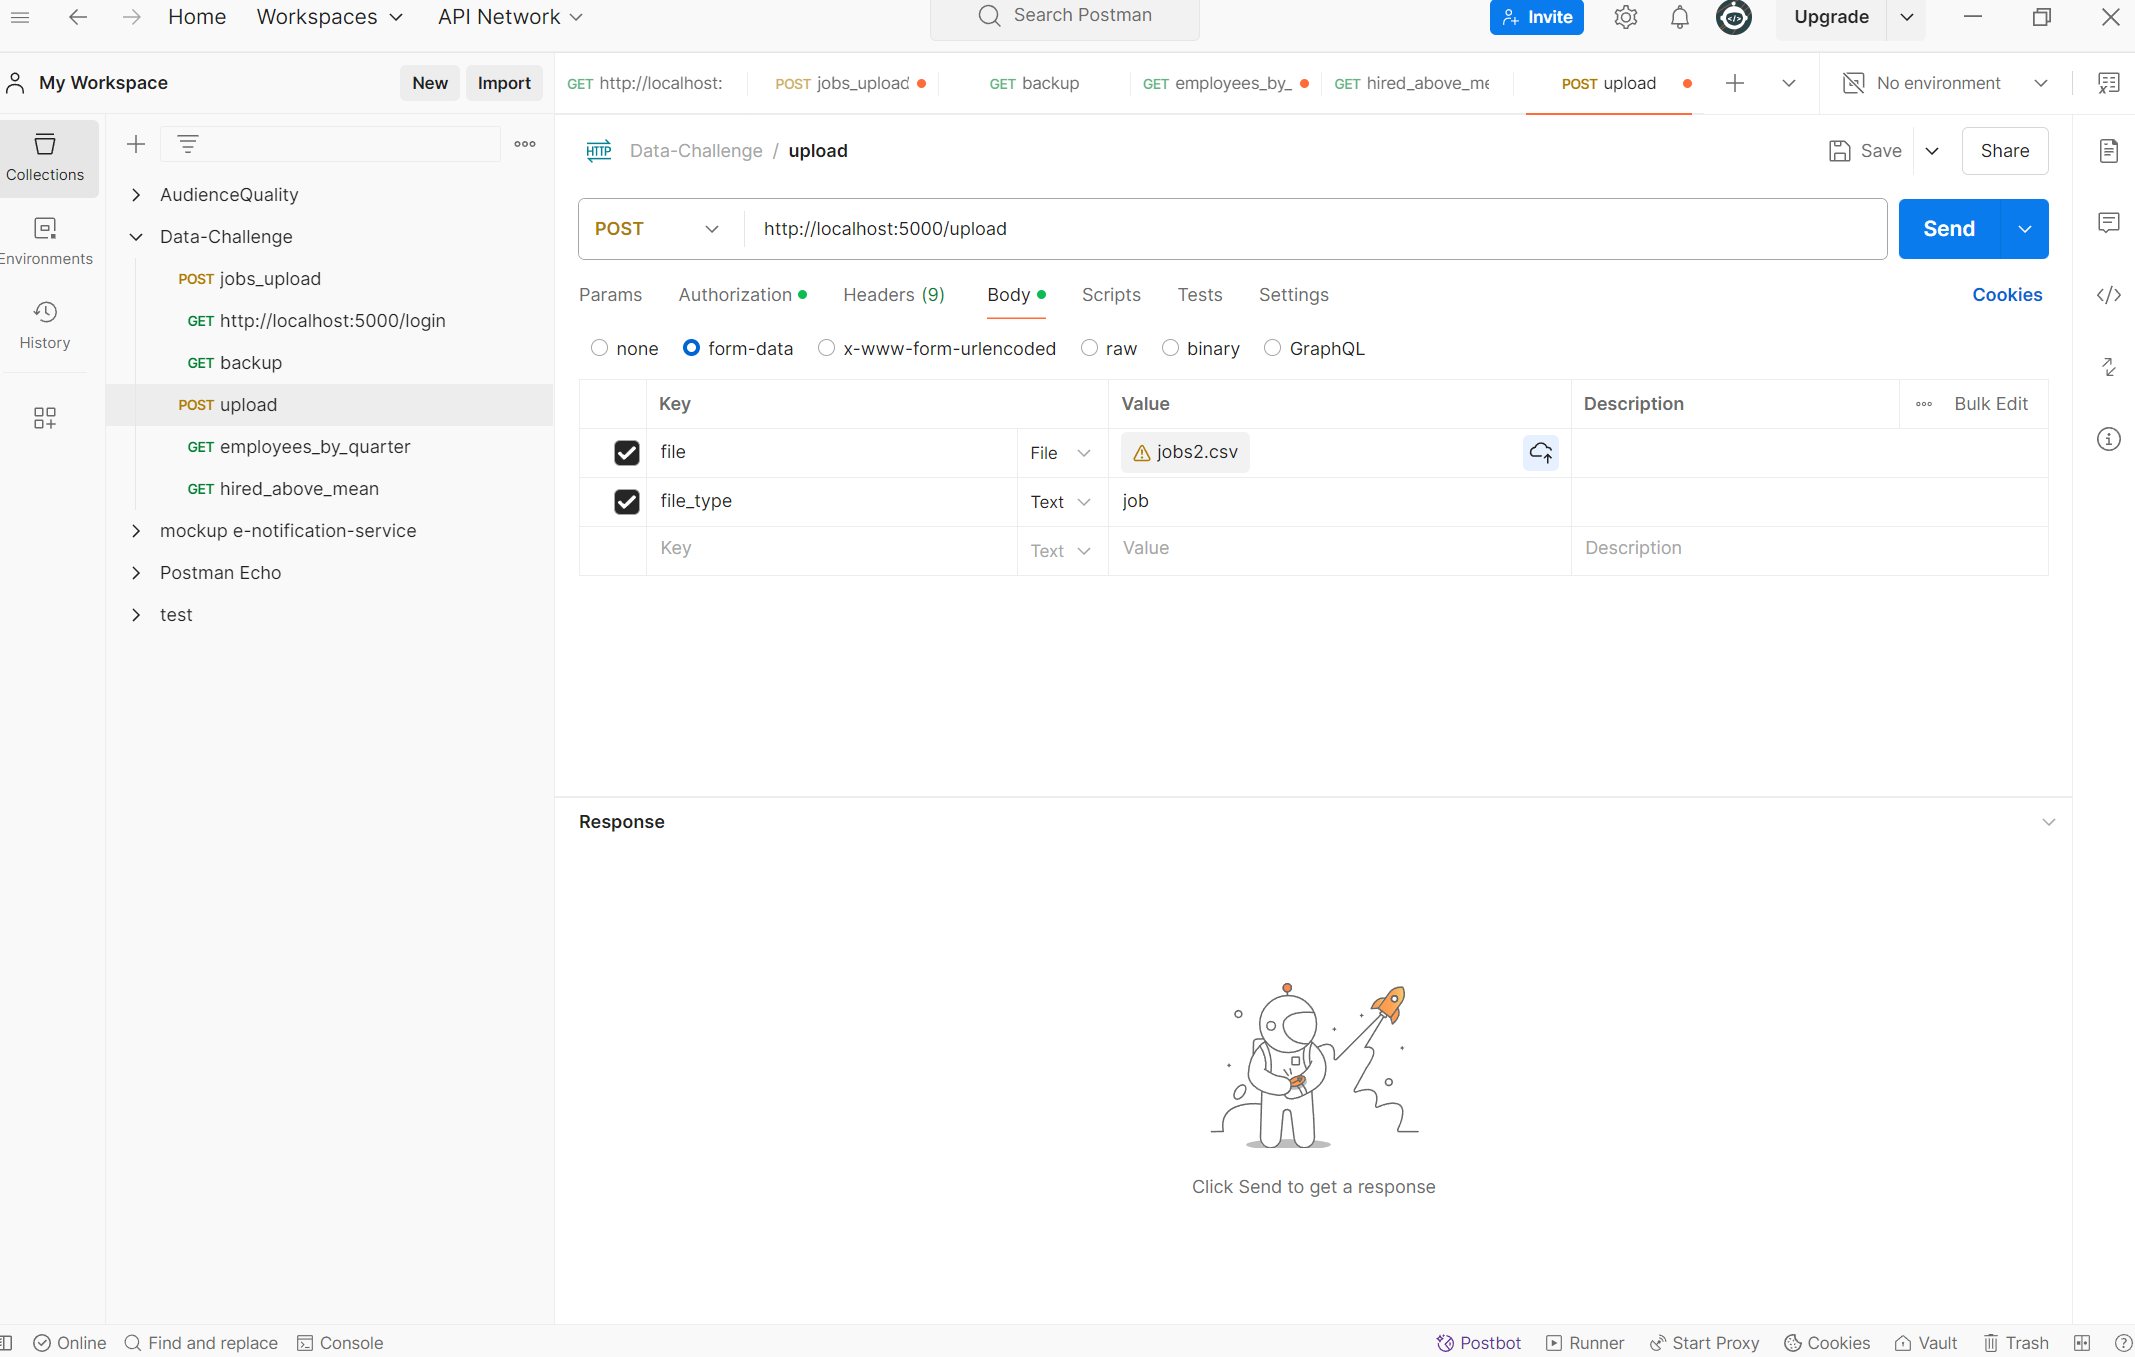 Home Workspaces API Network Search Postman Invite Upgrade
My Workspace New Import
GET http://localhost: POST jobs_upload GET backup GET employees_by_ GET hired_above_me POST upload No environment
Collections
Environments
History
AudienceQuality
Data-Challenge
POST jobs_upload
GET http://localhost:5000/login
GET backup
POST upload
GET employees_by_quarter
GET hired_above_mean
mockup e-notification-service
Postman Echo
test
HTTP Data-Challenge / upload Save Share
POST http://localhost:5000/upload Send
Params Authorization Headers (9) Body Scripts Tests Settings Cookies
none form-data x-www-form-urlencoded raw binary GraphQL
Key Value Description Bulk Edit
file File jobs2.csv
file_type Text job
Key Text Value Description
Response
Click Send to get a response
Online Find and replace Console Postbot Runner Start Proxy Cookies Vault Trash